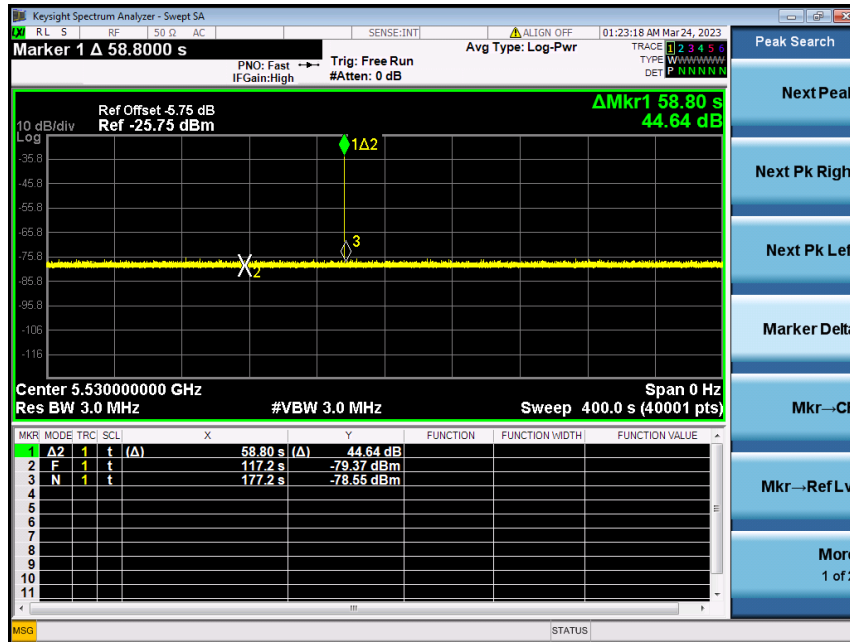 Keysight Spectrum Analyzer - Swept SA
RL S RF 50 Ω AC SENSE:INT ALIGN OFF 01:23:18 AM Mar 24, 2023
Marker 1 Δ 58.8000 s
PNO: Fast
IFGain:High
Trig: Free Run
#Atten: 0 dB
Avg Type: Log-Pwr
TRACE 1 2 3 4 5 6
TYPE WWWWWW
DET P N N N N N
Ref Offset -5.75 dB
10 dB/div Ref -25.75 dBm
ΔMkr1 58.80 s
44.64 dB
Log
1Δ2
-35.8
-45.8
-55.8
-65.8
3
-75.8
2
-85.8
-95.8
-106
-116
Center 5.530000000 GHz Span 0 Hz
Res BW 3.0 MHz #VBW 3.0 MHz Sweep 400.0 s (40001 pts)
MKR MODE TRC SCL X Y FUNCTION FUNCTION WIDTH FUNCTION VALUE
1 Δ2 1 t (Δ) 58.80 s (Δ) 44.64 dB
2 F 1 t 117.2 s -79.37 dBm
3 N 1 t 177.2 s -78.55 dBm
4
5
6
7
8
9
10
11
MSG STATUS
Peak Search
Next Peak
Next Pk Righ
Next Pk Lef
Marker Delta
Mkr→C
Mkr→Ref Lv
More
1 of 2